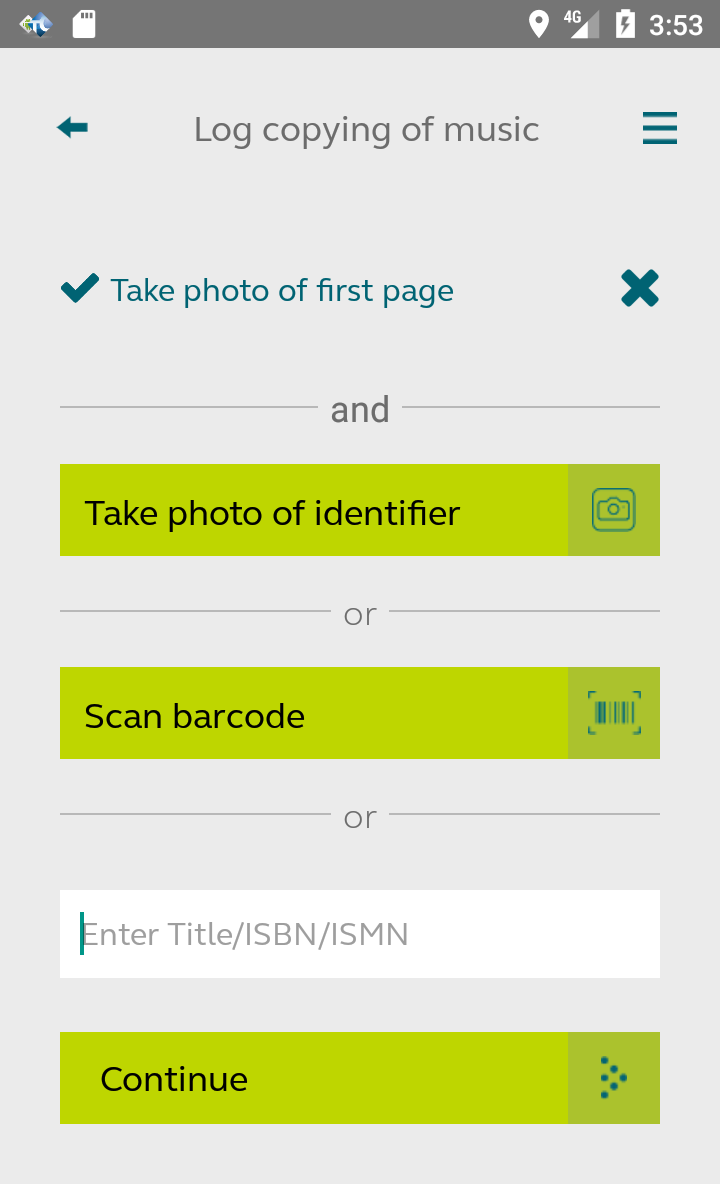 4G 3:53
Log copying of music
Take photo of first page
and
Take photo of identifier
or
Scan barcode
or
Enter Title/ISBN/ISMN
Continue